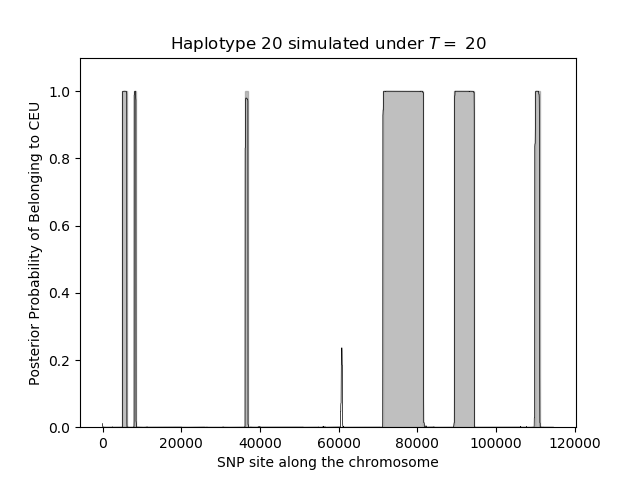 Haplotype 20 simulated under T = 20
Posterior Probability of Belonging to CEU
1.0
0.8
0.6
0.4
0.2
0.0
0 20000 40000 60000 80000 100000 120000
SNP site along the chromosome